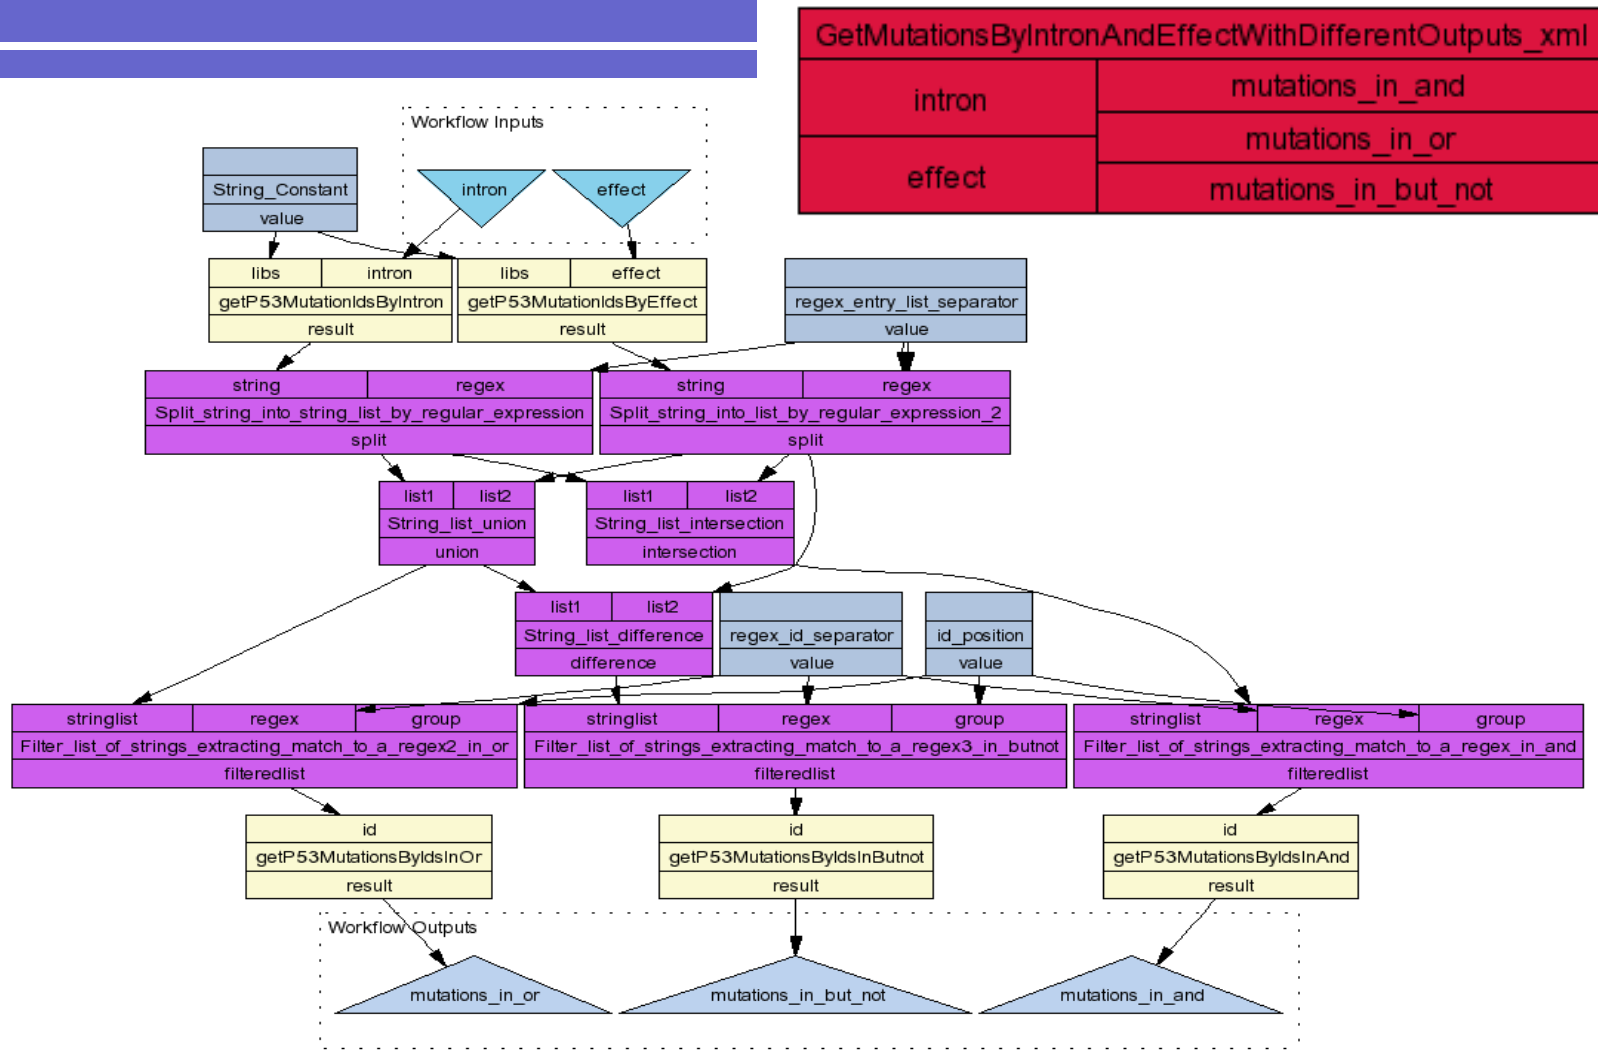 GetMutationsByIntronAndEffectWithDifferentOutputs_xml
intron
effect
mutations_in_and
mutations_in_or
mutations_in_but_not
Workflow Inputs
intron
effect
String_Constant
value
libs intron
getP53MutationIdsByIntron
result
libs effect
getP53MutationIdsByEffect
result
regex_entry_list_separator
value
string regex
Split_string_into_string_list_by_regular_expression
split
string regex
Split_string_into_list_by_regular_expression_2
split
list1 list2
String_list_union
union
list1 list2
String_list_intersection
intersection
list1 list2
String_list_difference
difference
regex_id_separator
value
id_position
value
stringlist regex group
Filter_list_of_strings_extracting_match_to_a_regex2_in_or
filteredlist
stringlist regex group
Filter_list_of_strings_extracting_match_to_a_regex3_in_butnot
filteredlist
stringlist regex group
Filter_list_of_strings_extracting_match_to_a_regex_in_and
filteredlist
id
getP53MutationsByIdsInOr
result
id
getP53MutationsByIdsInButnot
result
id
getP53MutationsByIdsInAnd
result
Workflow Outputs
mutations_in_or
mutations_in_but_not
mutations_in_and